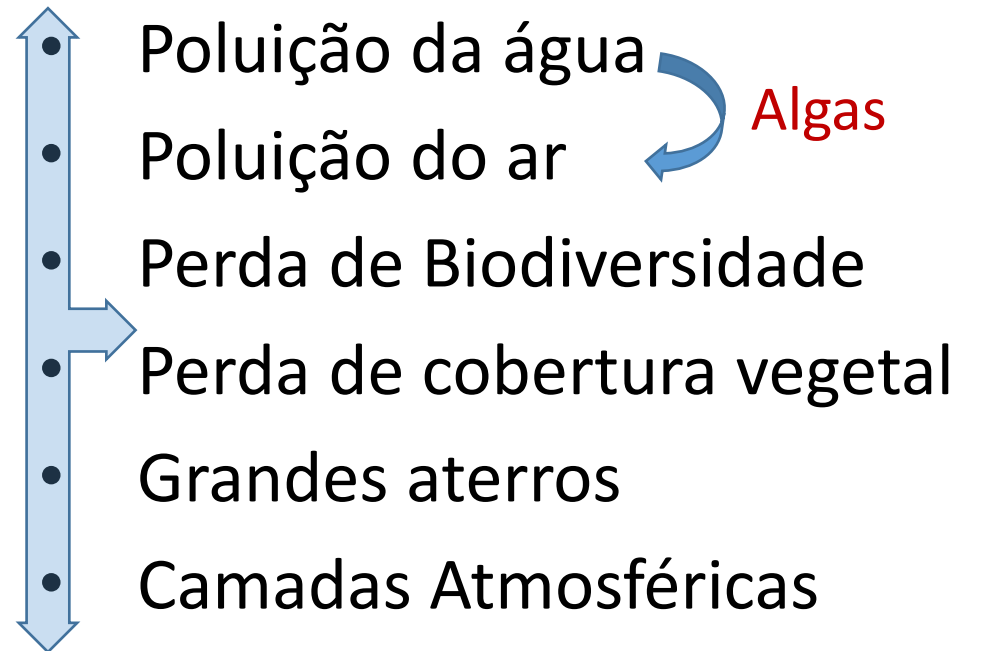 • Poluição da água
Algas
• Poluição do ar
• Perda de Biodiversidade
• Perda de cobertura vegetal
• Grandes aterros
• Camadas Atmosféricas